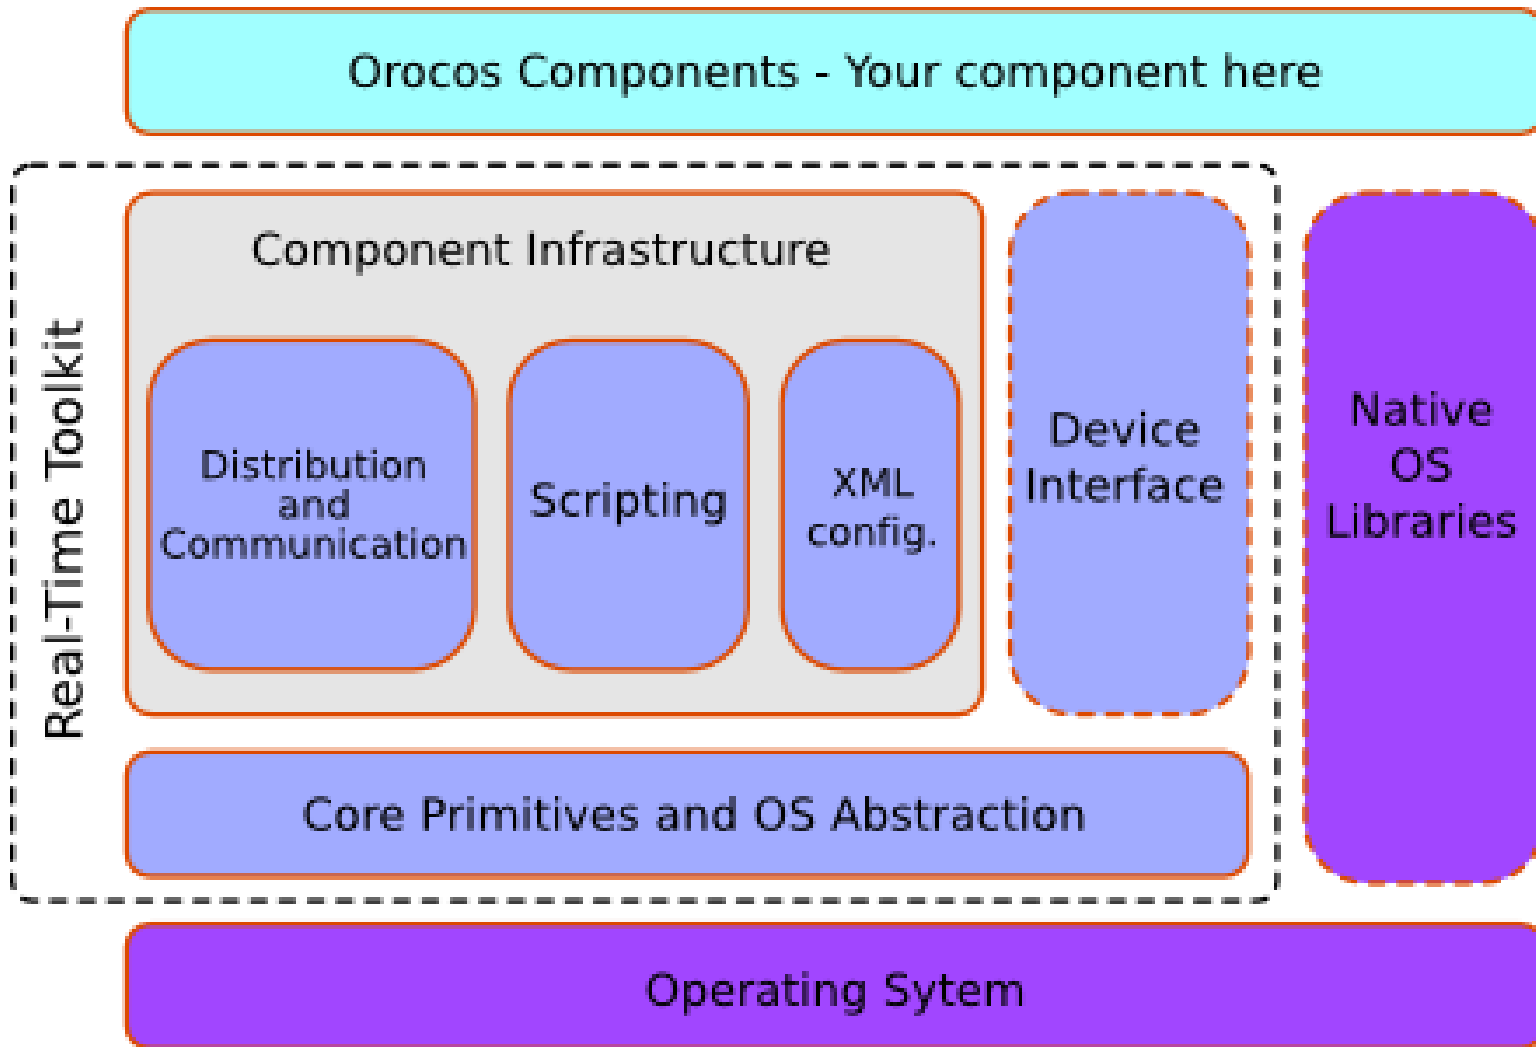 Orocos Components - Your component here
Real-Time Toolkit
Component Infrastructure
Distribution
and
Communication
Scripting
XML
config.
Device
Interface
Native
OS
Libraries
Core Primitives and OS Abstraction
Operating Sytem